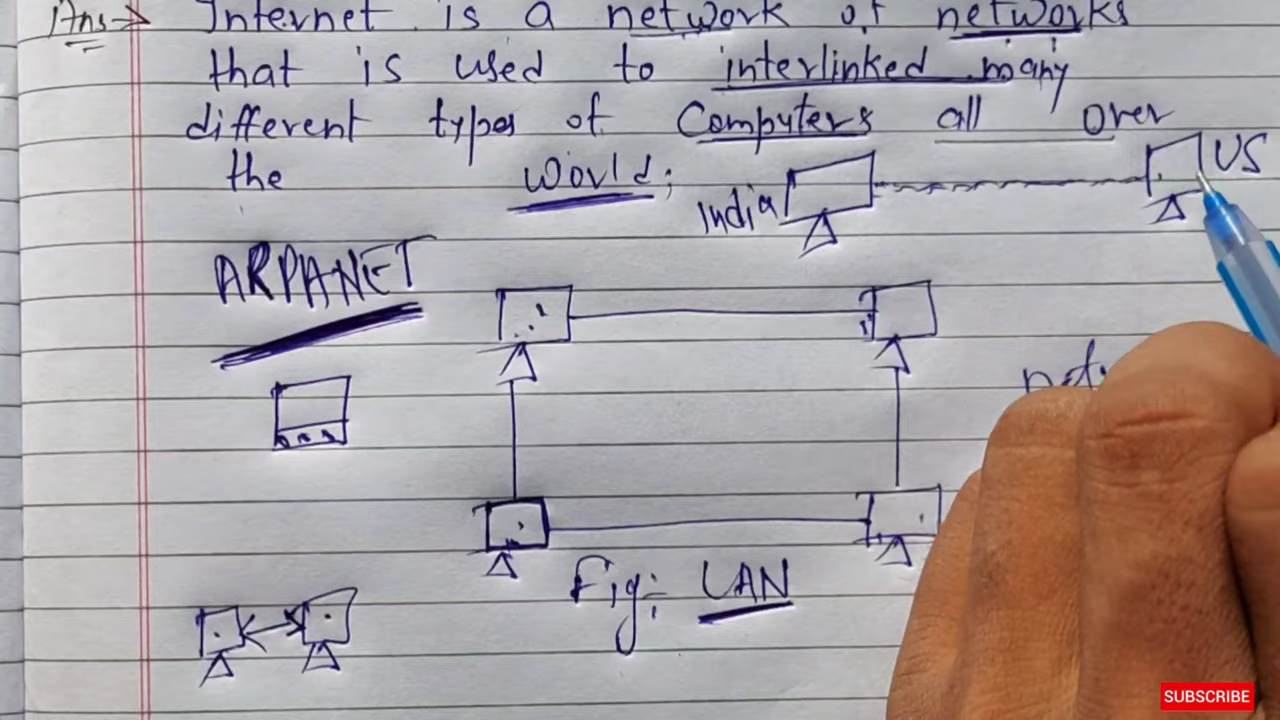 Ans→ Internet is a network of networks
that is used to interlinked many
different types of Computers all over
the World;
India
US
ARPANET
Fig: LAN
SUBSCRIBE